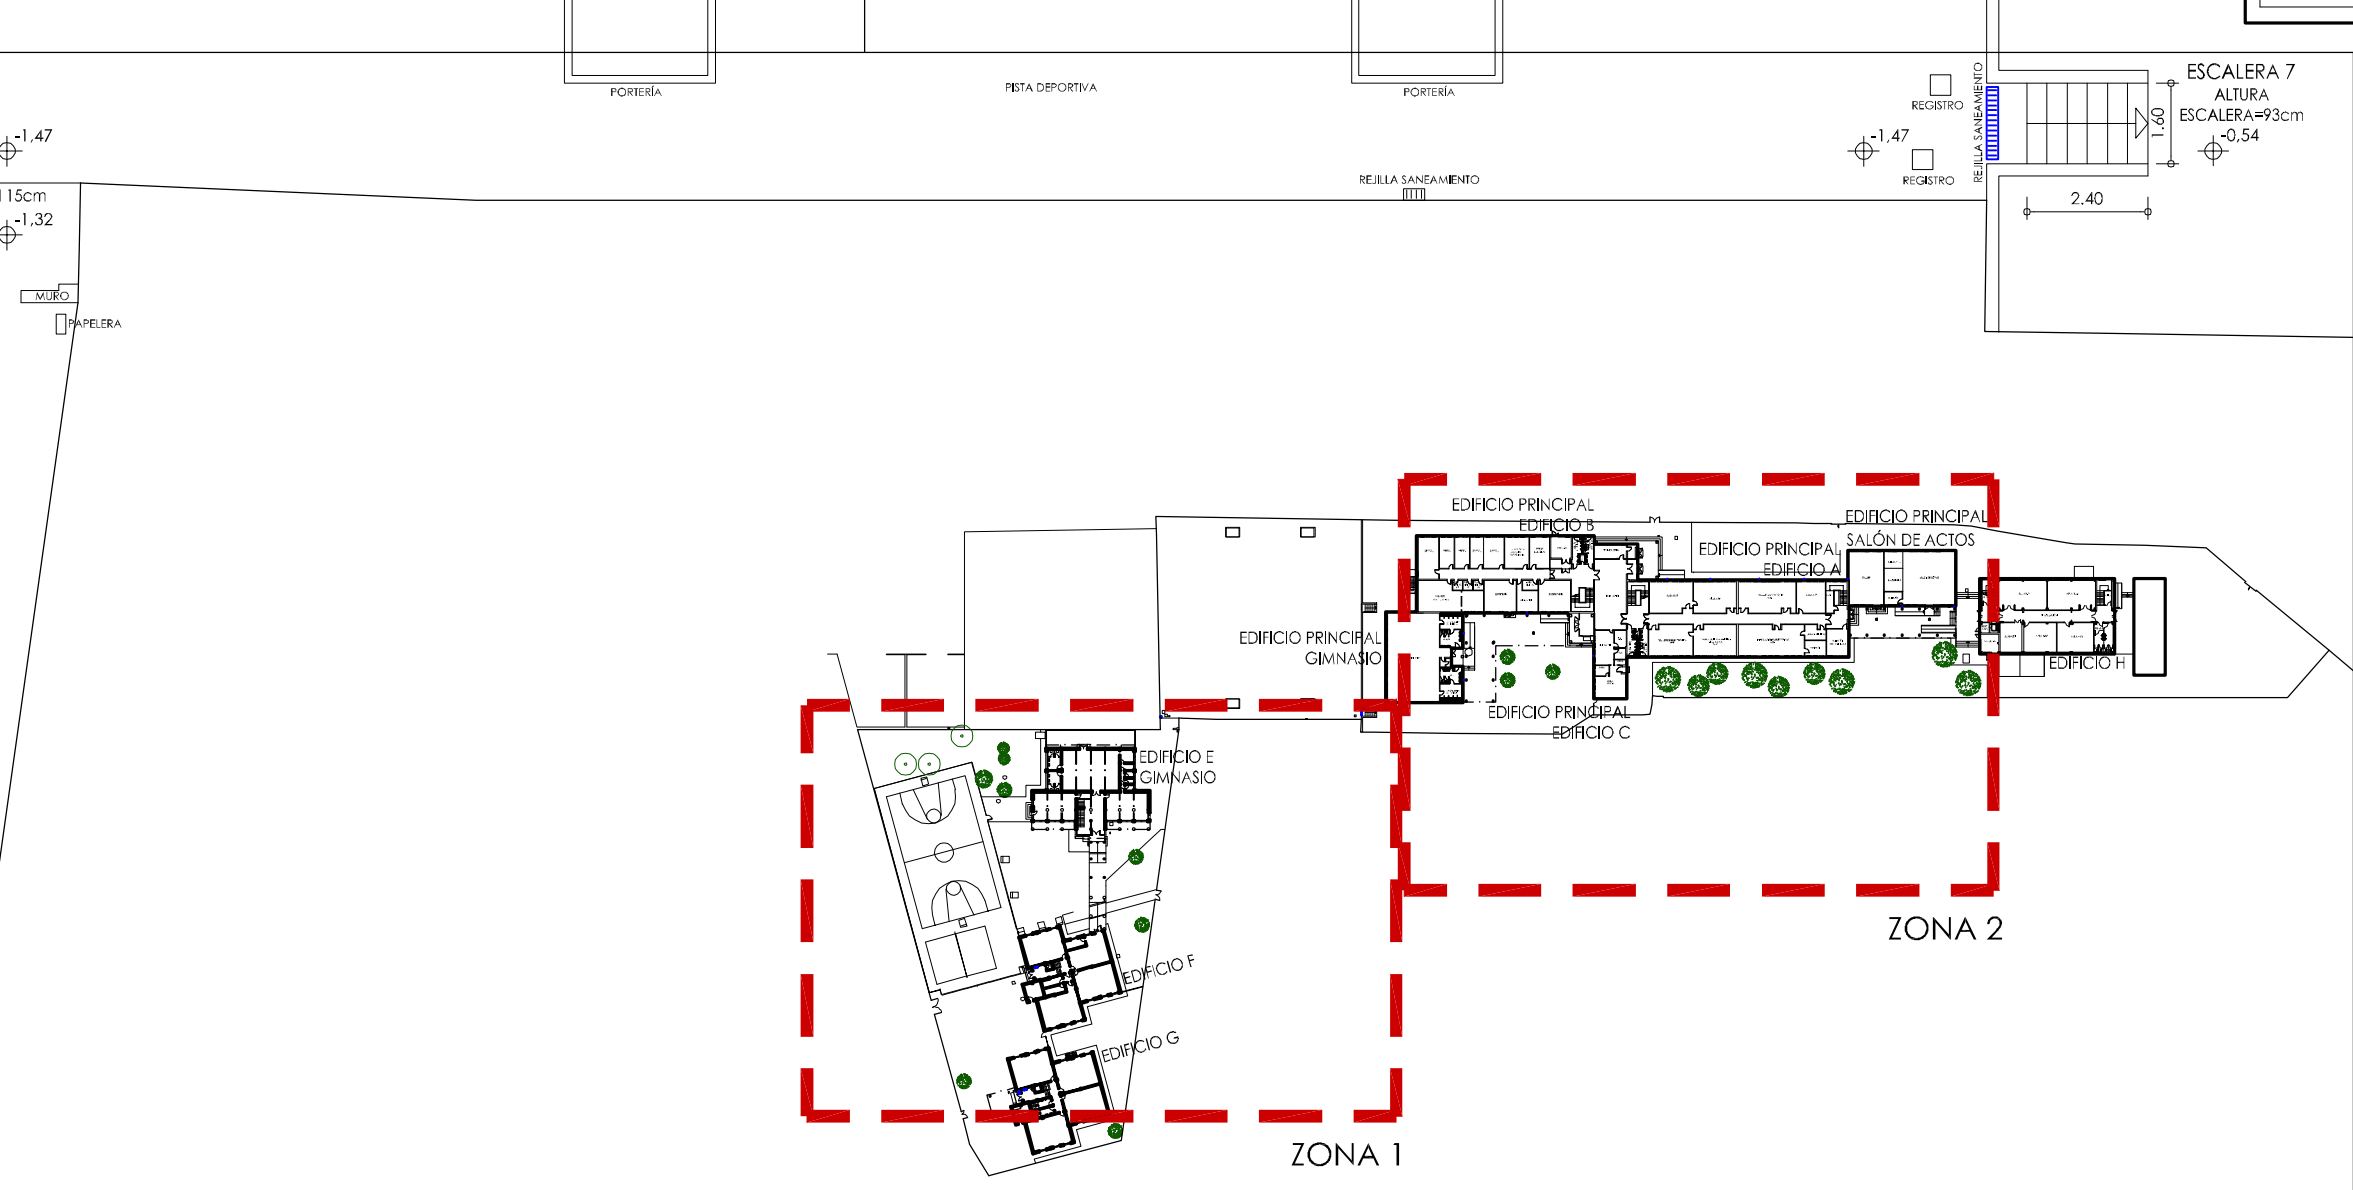 PORTERÍA
PISTA DEPORTIVA
PORTERÍA
REGISTRO
REJILLA SANEAMIENTO
ESCALERA 7
ALTURA
ESCALERA=93cm
-0,54
1.60
-1,47
-1,47
REGISTRO
REJILLA SANEAMIENTO
2.40
115cm
-1,32
MURO
PAPELERA
EDIFICIO PRINCIPAL
EDIFICIO B
EDIFICIO PRINCIPAL
SALÓN DE ACTOS
EDIFICIO PRINCIPAL
EDIFICIO A
EDIFICIO PRINCIPAL
GIMNASIO
EDIFICIO H
EDIFICIO PRINCIPAL
EDIFICIO C
EDIFICIO E
GIMNASIO
ZONA 2
EDIFICIO F
EDIFICIO G
ZONA 1